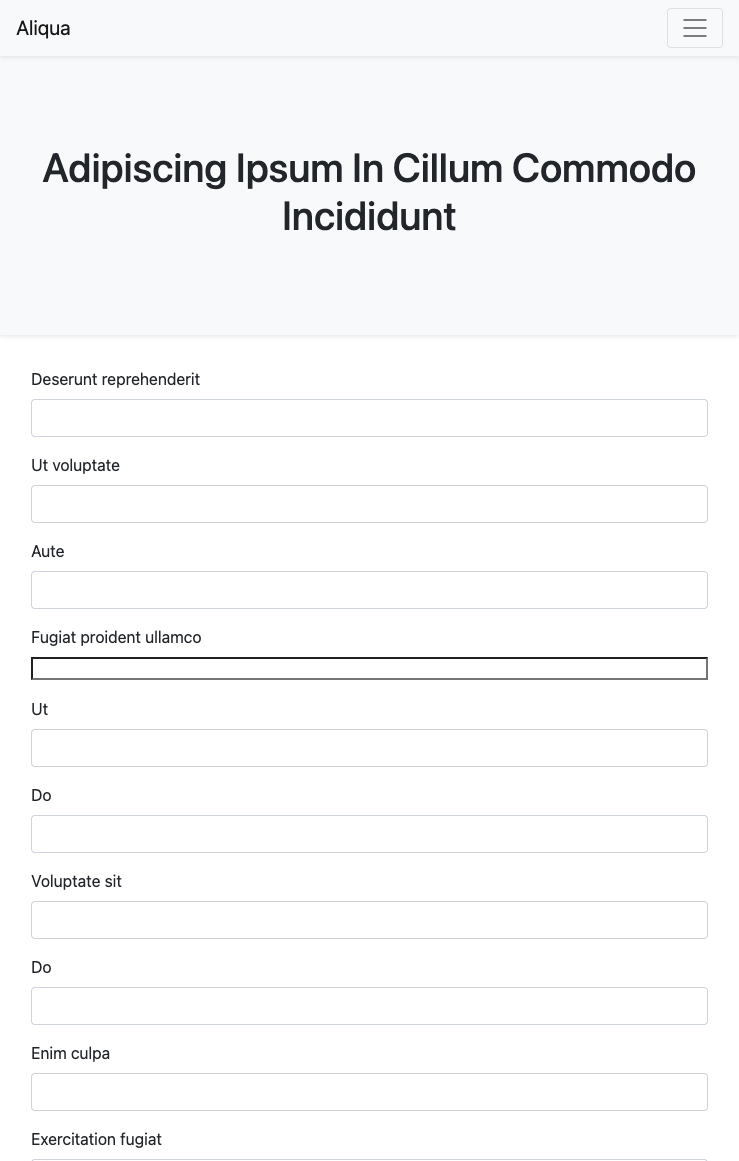 Aliqua
Adipiscing Ipsum In Cillum Commodo
Incididunt
Deserunt reprehenderit
Ut voluptate
Aute
Fugiat proident ullamco
Ut
Do
Voluptate sit
Do
Enim culpa
Exercitation fugiat